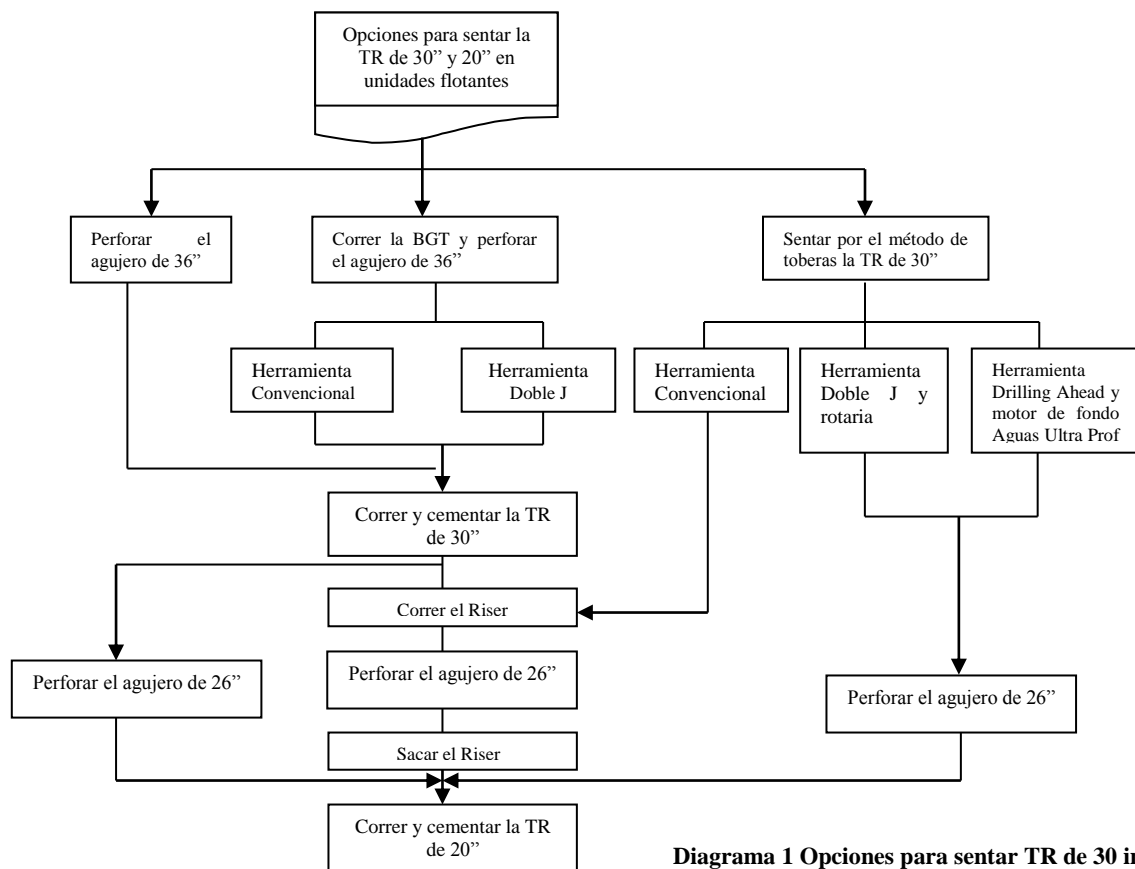 Opciones para sentar la
TR de 30” y 20” en
unidades flotantes
Perforar el
agujero de 36”
Correr la BGT y perforar
el agujero de 36”
Sentar por el método de
toberas la TR de 30”
Herramienta
Convencional
Herramienta
Doble J
Herramienta
Convencional
Herramienta
Doble J y
rotaria
Herramienta
Drilling Ahead y
motor de fondo
Aguas Ultra Prof
Correr y cementar la TR
de 30”
Correr el Riser
Perforar el agujero de 26”
Perforar el agujero de 26”
Perforar el agujero de 26”
Sacar el Riser
Correr y cementar la TR
de 20”
Diagrama 1 Opciones para sentar TR de 30 in